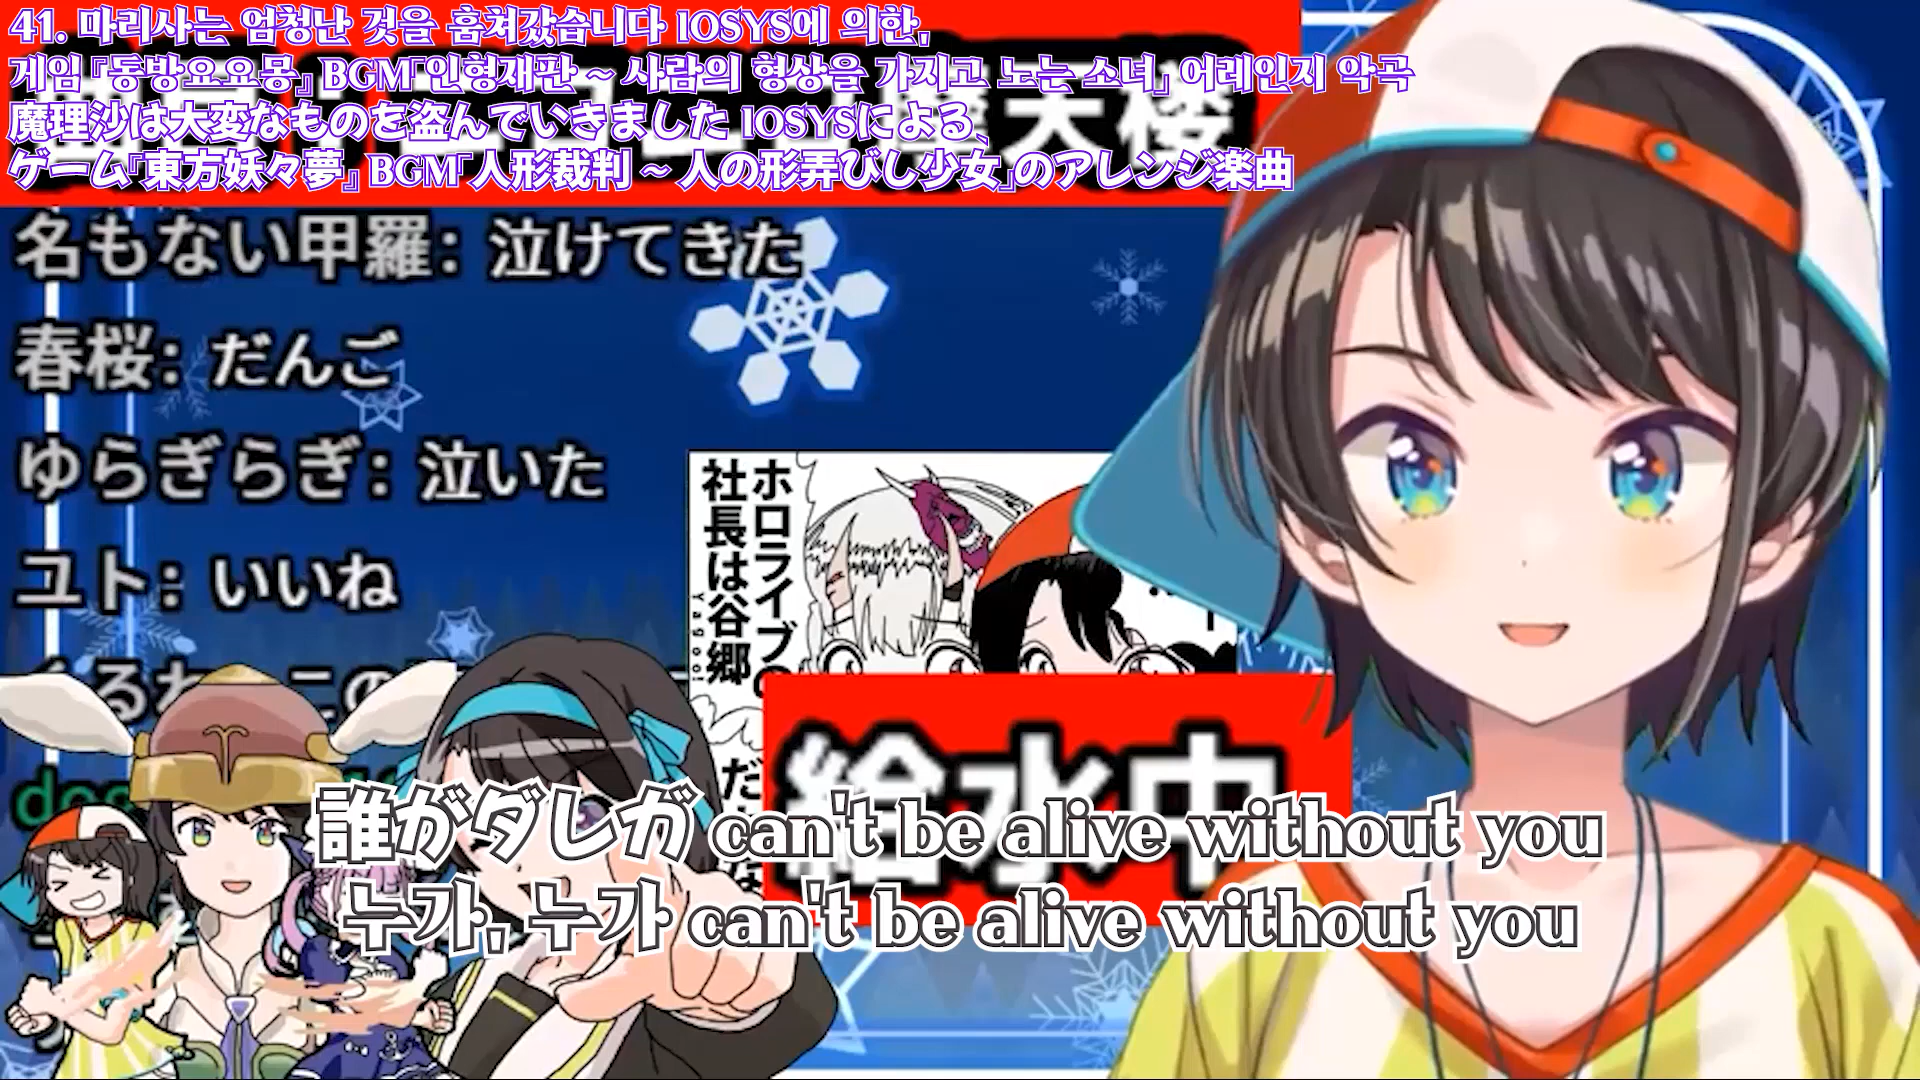 41. 마리사는 엄청난 것을 훔쳐갔습니다 IOSYS에 의한,
게임『동방요요몽』BGM「인형재판 ~ 사람의 형상을 가지고 노는 소녀」어레인지 악곡
魔理沙は大変なものを盗んでいきました IOSYSによる、
ゲーム『東方妖々夢』BGM「人形裁判 ~ 人の形弄びし少女」のアレンジ楽曲
摩天楼
名もない甲羅: 泣けてきた
春桜: だんご
ゆらぎらぎ: 泣いた
ユト: いいね
ホロライブの
社長は谷郷
Yagoo!
給水中
誰がダレガ can't be alive without you
누가, 누가 can't be alive without you